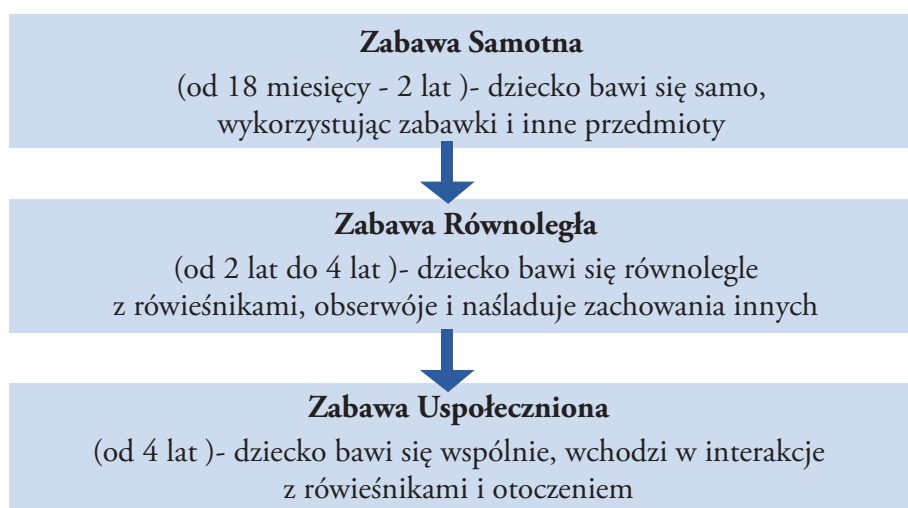 Zabawa Samotna
(od 18 miesięcy - 2 lat )- dziecko bawi się samo,
wykorzystując zabawki i inne przedmioty
Zabawa Równoległa
(od 2 lat do 4 lat )- dziecko bawi się równolegle
z rówieśnikami, obserwóje i naśladuje zachowania innych
Zabawa Uspołeczniona
(od 4 lat )- dziecko bawi się wspólnie, wchodzi w interakcje
z rówieśnikami i otoczeniem